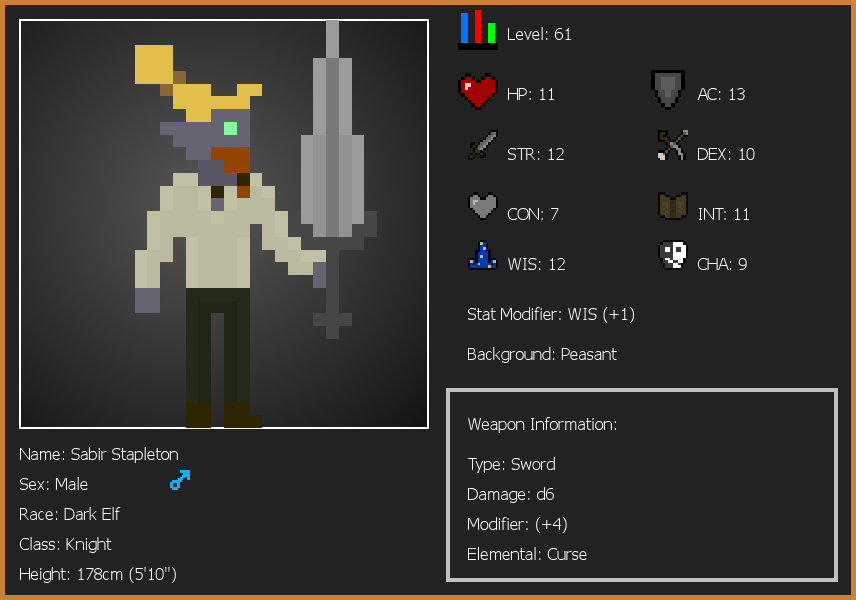 Level: 61
HP: 11
AC: 13
STR: 12
DEX: 10
CON: 7
INT: 11
WIS: 12
CHA: 9
Stat Modifier: WIS (+1)
Background: Peasant
Weapon Information:
Type: Sword
Damage: d6
Modifier: (+4)
Elemental: Curse
Name: Sabir Stapleton
Sex: Male
Race: Dark Elf
Class: Knight
Height: 178cm (5'10")